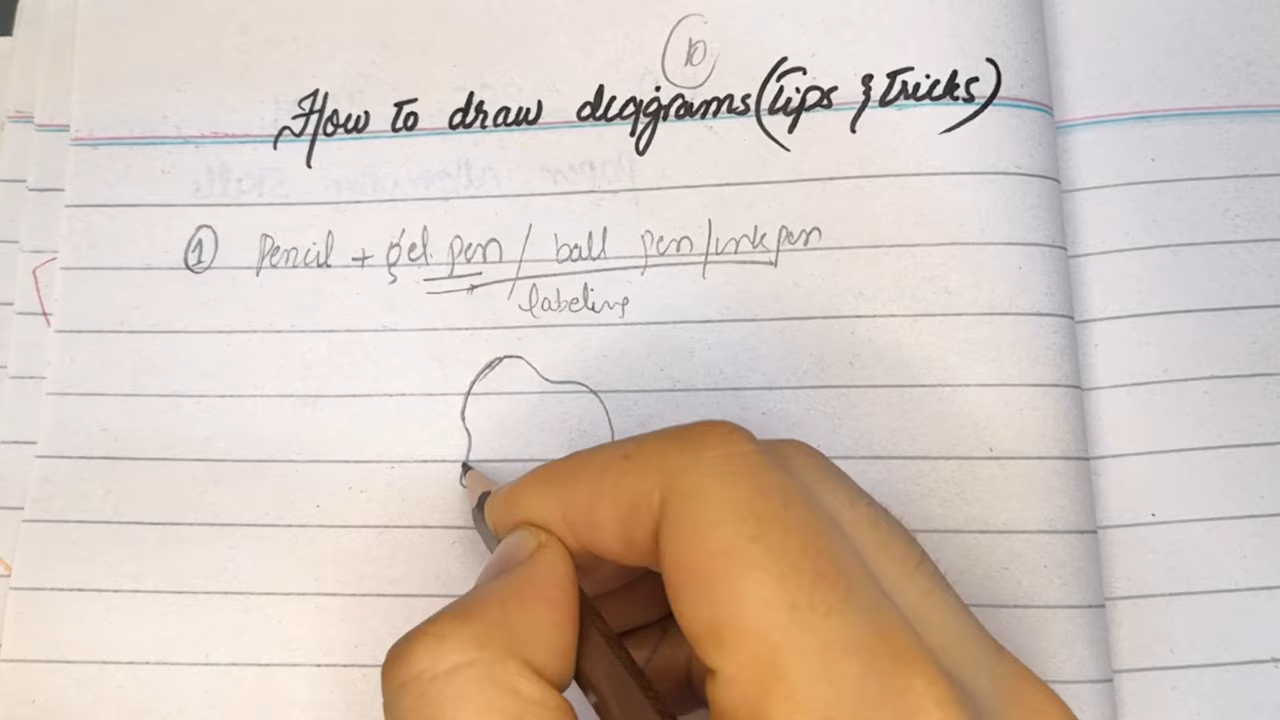 10
How to draw diagrams (Tips & Tricks)
① Pencil + gel pen / ball pen / ink pen
labeling